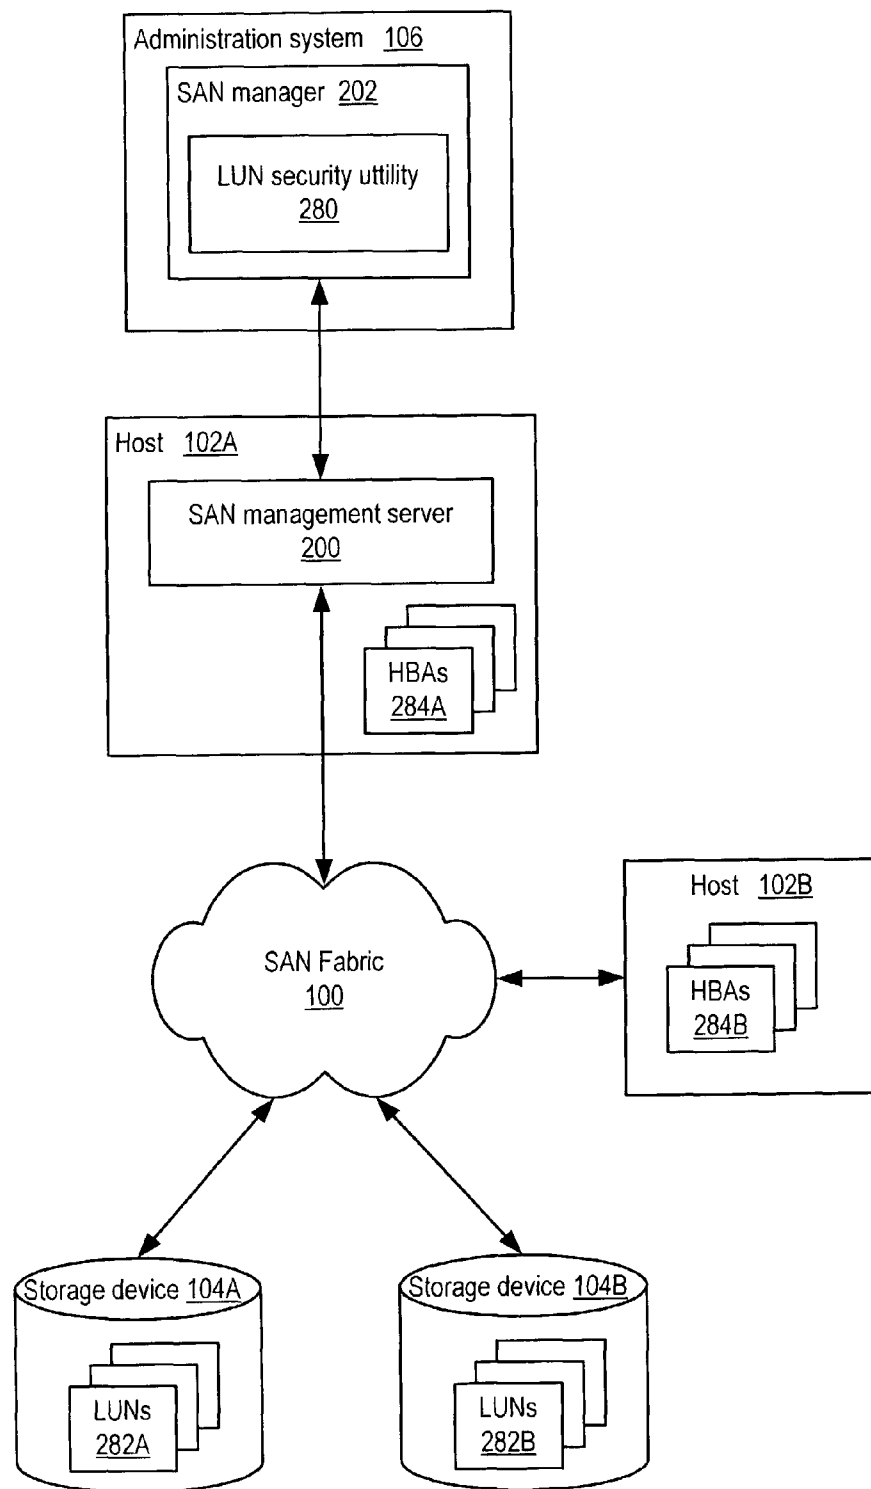 Administration system 106
SAN manager 202
LUN security uttility
280
Host 102A
SAN management server
200
HBAs
284A
SAN Fabric
100
Host 102B
HBAs
284B
Storage device 104A
LUNs
282A
Storage device 104B
LUNs
282B